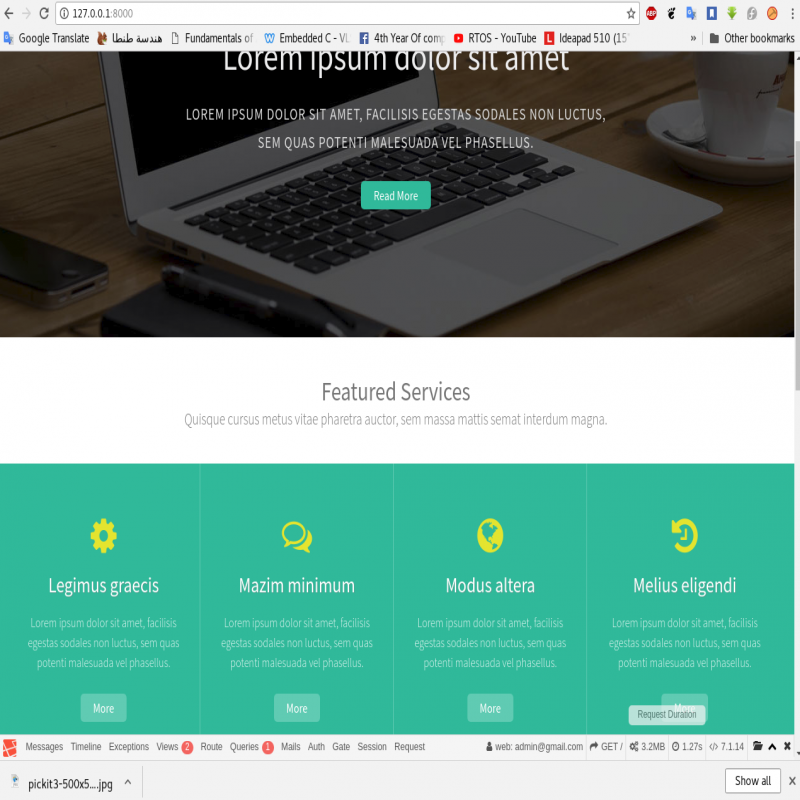 127.0.0.1:8000
Google Translate هندسة طنطا Fundamentals of Embedded C - VL 4th Year Of comp RTOS - YouTube Ideapad 510 (15 » Other bookmarks
ABP
Lorem ipsum dolor sit amet
LOREM IPSUM DOLOR SIT AMET, FACILISIS EGESTAS SODALES NON LUCTUS,
SEM QUAS POTENTI MALESUADA VEL PHASELLUS.
Read More
Featured Services
Quisque cursus metus vitae pharetra auctor, sem massa mattis semat interdum magna.
Legimus graecis
Lorem ipsum dolor sit amet, facilisis
egestas sodales non luctus, sem quas
potenti malesuada vel phasellus.
More
Mazim minimum
Lorem ipsum dolor sit amet, facilisis
egestas sodales non luctus, sem quas
potenti malesuada vel phasellus.
More
Modus altera
Lorem ipsum dolor sit amet, facilisis
egestas sodales non luctus, sem quas
potenti malesuada vel phasellus.
More
Melius eligendi
Lorem ipsum dolor sit amet, facilisis
egestas sodales non luctus, sem quas
potenti malesuada vel phasellus.
More
Request Duration
Messages Timeline Exceptions Views 2 Route Queries 1 Mails Auth Gate Session Request web: admin@gmail.com GET / 3.2MB 1.27s 7.1.14
pickit3-500x5....jpg Show all